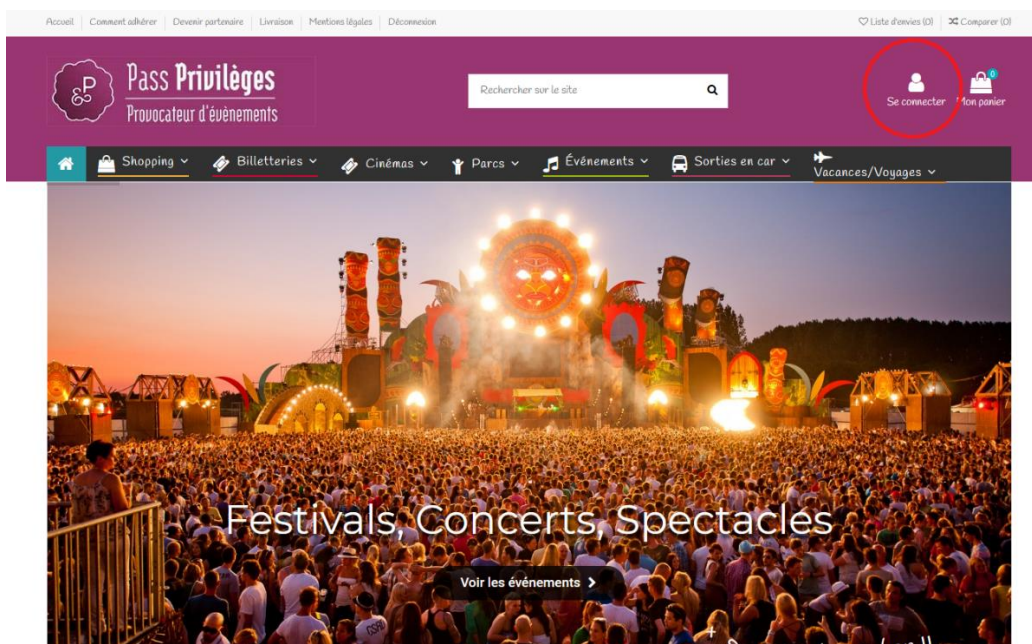 Accueil Comment adhérer Devenir partenaire Livraison Mentions légales Déconnexion Liste d'envies (0) Comparer (0)
&P
Pass Privilèges
Provocateur d'évènements
Rechercher sur le site
Se connecter
0
Mon panier
Shopping Billetteries Cinémas Parcs Événements Sorties en car
Vacances/Voyages
Festivals, Concerts, Spectacles
Voir les événements